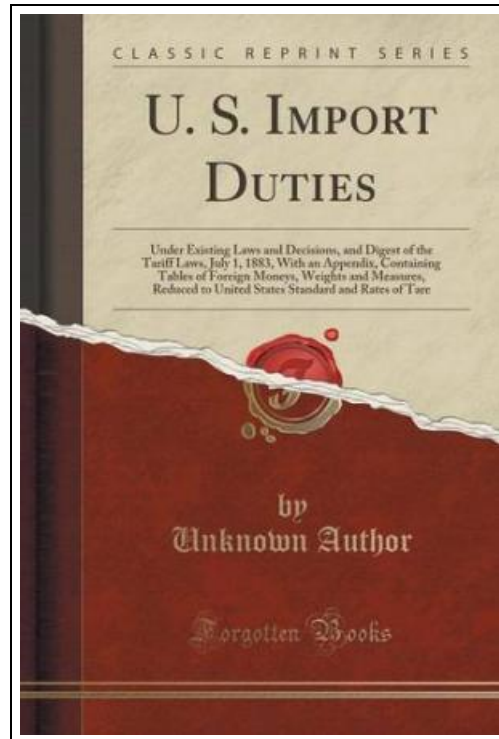 CLASSIC REPRINT SERIES
U. S. IMPORT
DUTIES
Under Existing Laws and Decisions, and Digest of the
Tariff Laws, July 1, 1883, With an Appendix, Containing
Tables of Foreign Moneys, Weights and Measures,
Reduced to United States Standard and Rates of Tare
by
Unknown Author
Forgotten Books